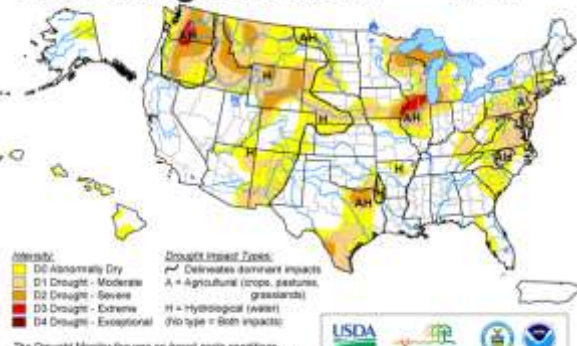 AH
AH
H
H
AH
A
AH
H
H
AH
Intensity:
D0 Abnormally Dry
D1 Drought - Moderate
D2 Drought - Severe
D3 Drought - Extreme
D4 Drought - Exceptional
Drought Impact Types:
Delineates dominant impacts
A = Agricultural (crops, pastures,
grasslands)
H = Hydrological (water)
(No type = Both impacts)
USDA